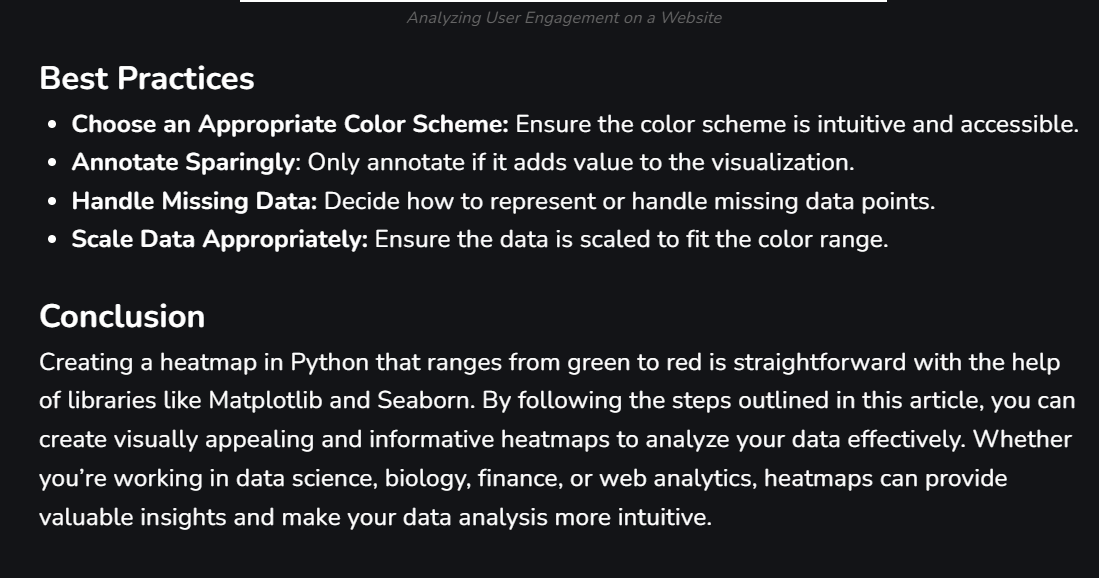 Analyzing User Engagement on a Website
Best Practices
• Choose an Appropriate Color Scheme: Ensure the color scheme is intuitive and accessible.
• Annotate Sparingly: Only annotate if it adds value to the visualization.
• Handle Missing Data: Decide how to represent or handle missing data points.
• Scale Data Appropriately: Ensure the data is scaled to fit the color range.
Conclusion
Creating a heatmap in Python that ranges from green to red is straightforward with the help
of libraries like Matplotlib and Seaborn. By following the steps outlined in this article, you can
create visually appealing and informative heatmaps to analyze your data effectively. Whether
you’re working in data science, biology, finance, or web analytics, heatmaps can provide
valuable insights and make your data analysis more intuitive.